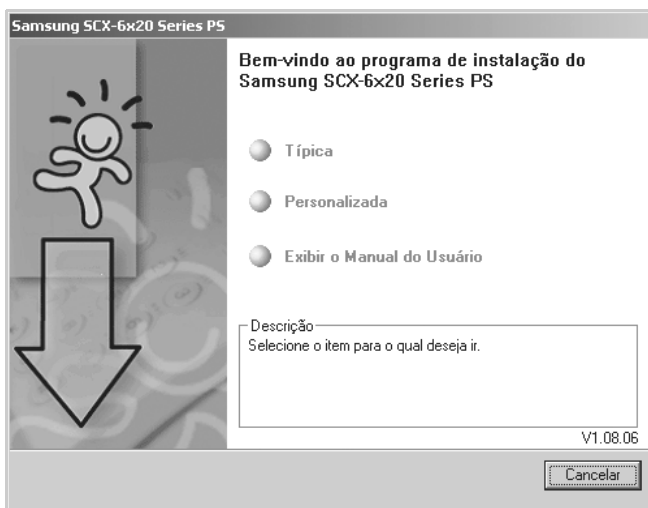 Samsung SCX-6x20 Series PS
Bem-vindo ao programa de instalação do
Samsung SCX-6x20 Series PS
Típica
Personalizada
Exibir o Manual do Usuário
Descrição
Selecione o item para o qual deseja ir.
V1.08.06
Cancelar